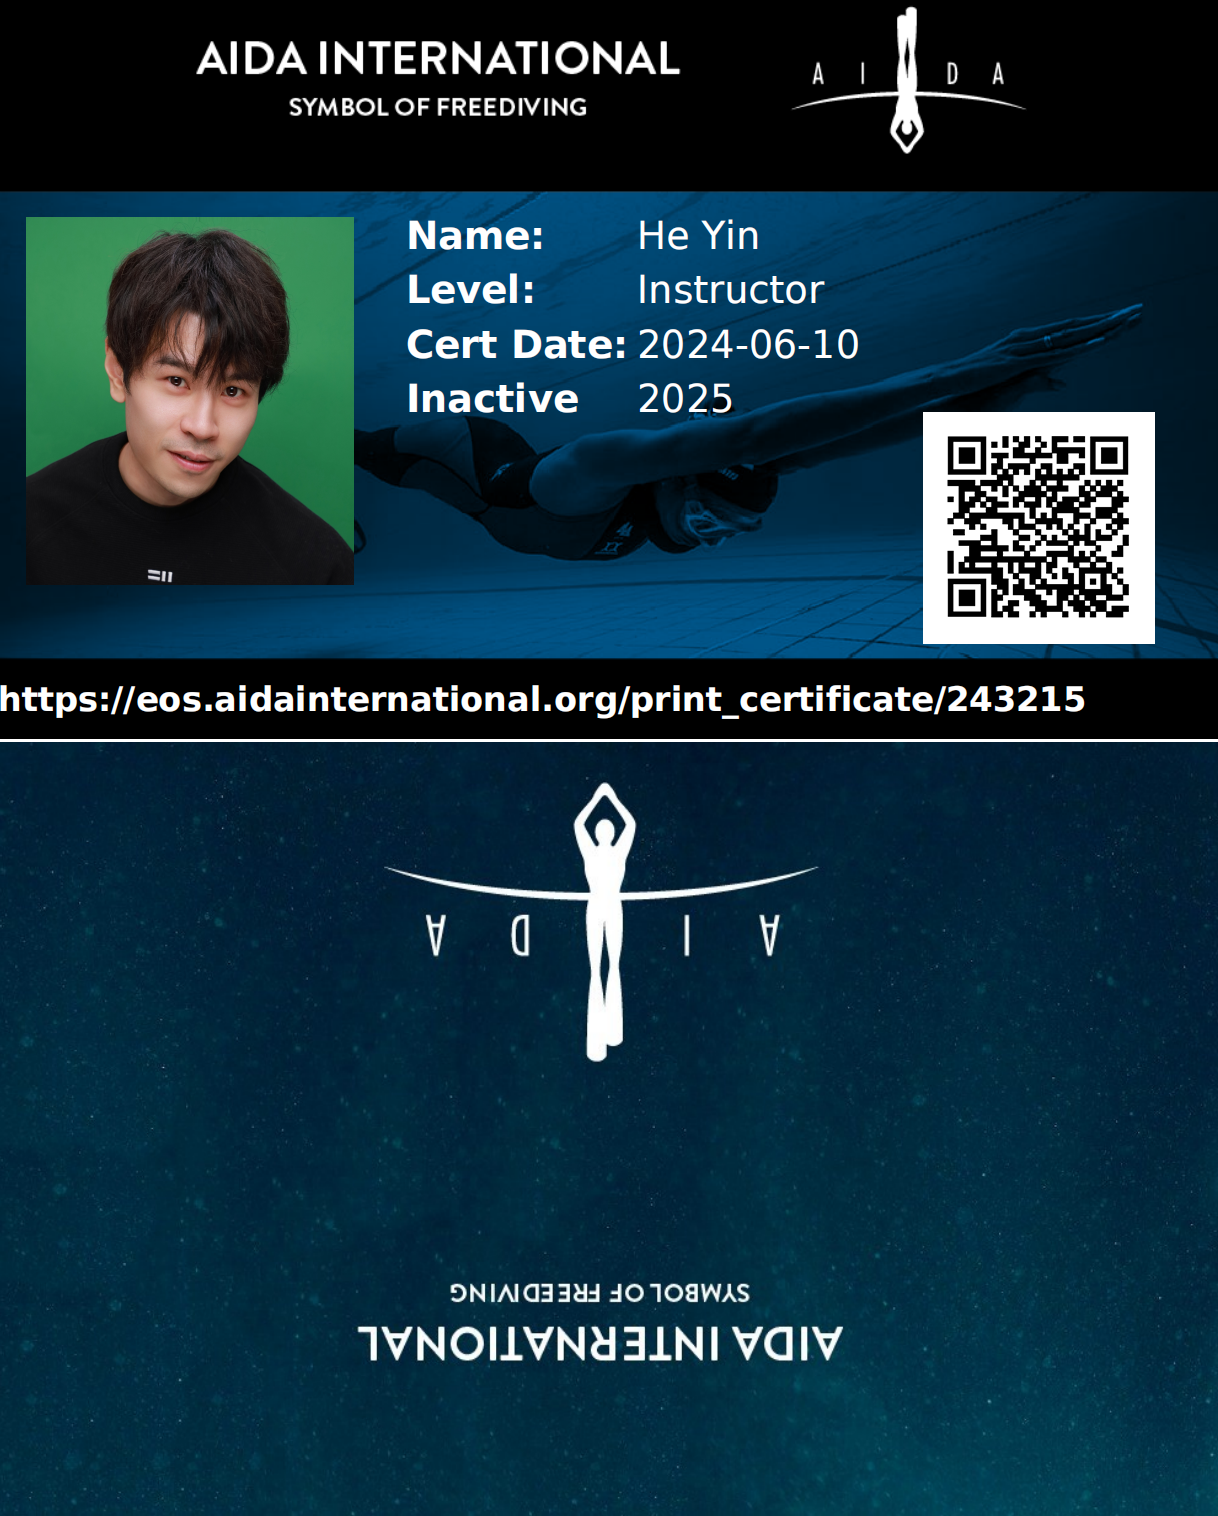 AIDA INTERNATIONAL
SYMBOL OF FREEDIVING
A I D A
Name: He Yin
Level: Instructor
Cert Date: 2024-06-10
Inactive 2025
https://eos.aidainternational.org/print_certificate/243215
A I D A
SYMBOL OF FREEDIVING
AIDA INTERNATIONAL